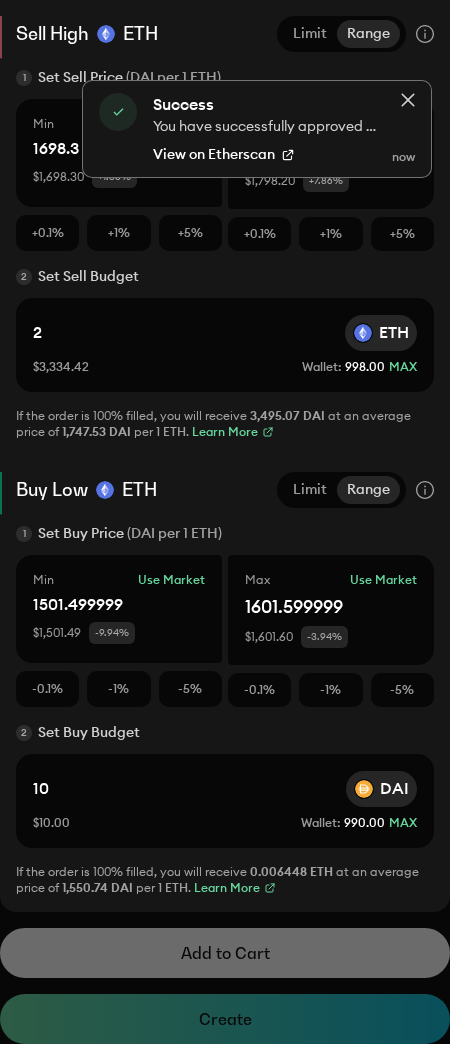 Sell High ETH Limit Range
1 Set Sell Price (DAI per 1 ETH)
Success
You have successfully approved ...
View on Etherscan
now
Min
1698.3
$1,698.30
$1,798.20 +7.86%
+0.1% +1% +5% +0.1% +1% +5%
2 Set Sell Budget
2 ETH
$3,334.42 Wallet: 998.00 MAX
If the order is 100% filled, you will receive 3,495.07 DAI at an average
price of 1,747.53 DAI per 1 ETH. Learn More
Buy Low ETH Limit Range
1 Set Buy Price (DAI per 1 ETH)
Min Use Market Max Use Market
1501.499999 1601.599999
$1,501.49 -9.94% $1,601.60 -3.94%
-0.1% -1% -5% -0.1% -1% -5%
2 Set Buy Budget
10 DAI
$10.00 Wallet: 990.00 MAX
If the order is 100% filled, you will receive 0.006448 ETH at an average
price of 1,550.74 DAI per 1 ETH. Learn More
Add to Cart
Create